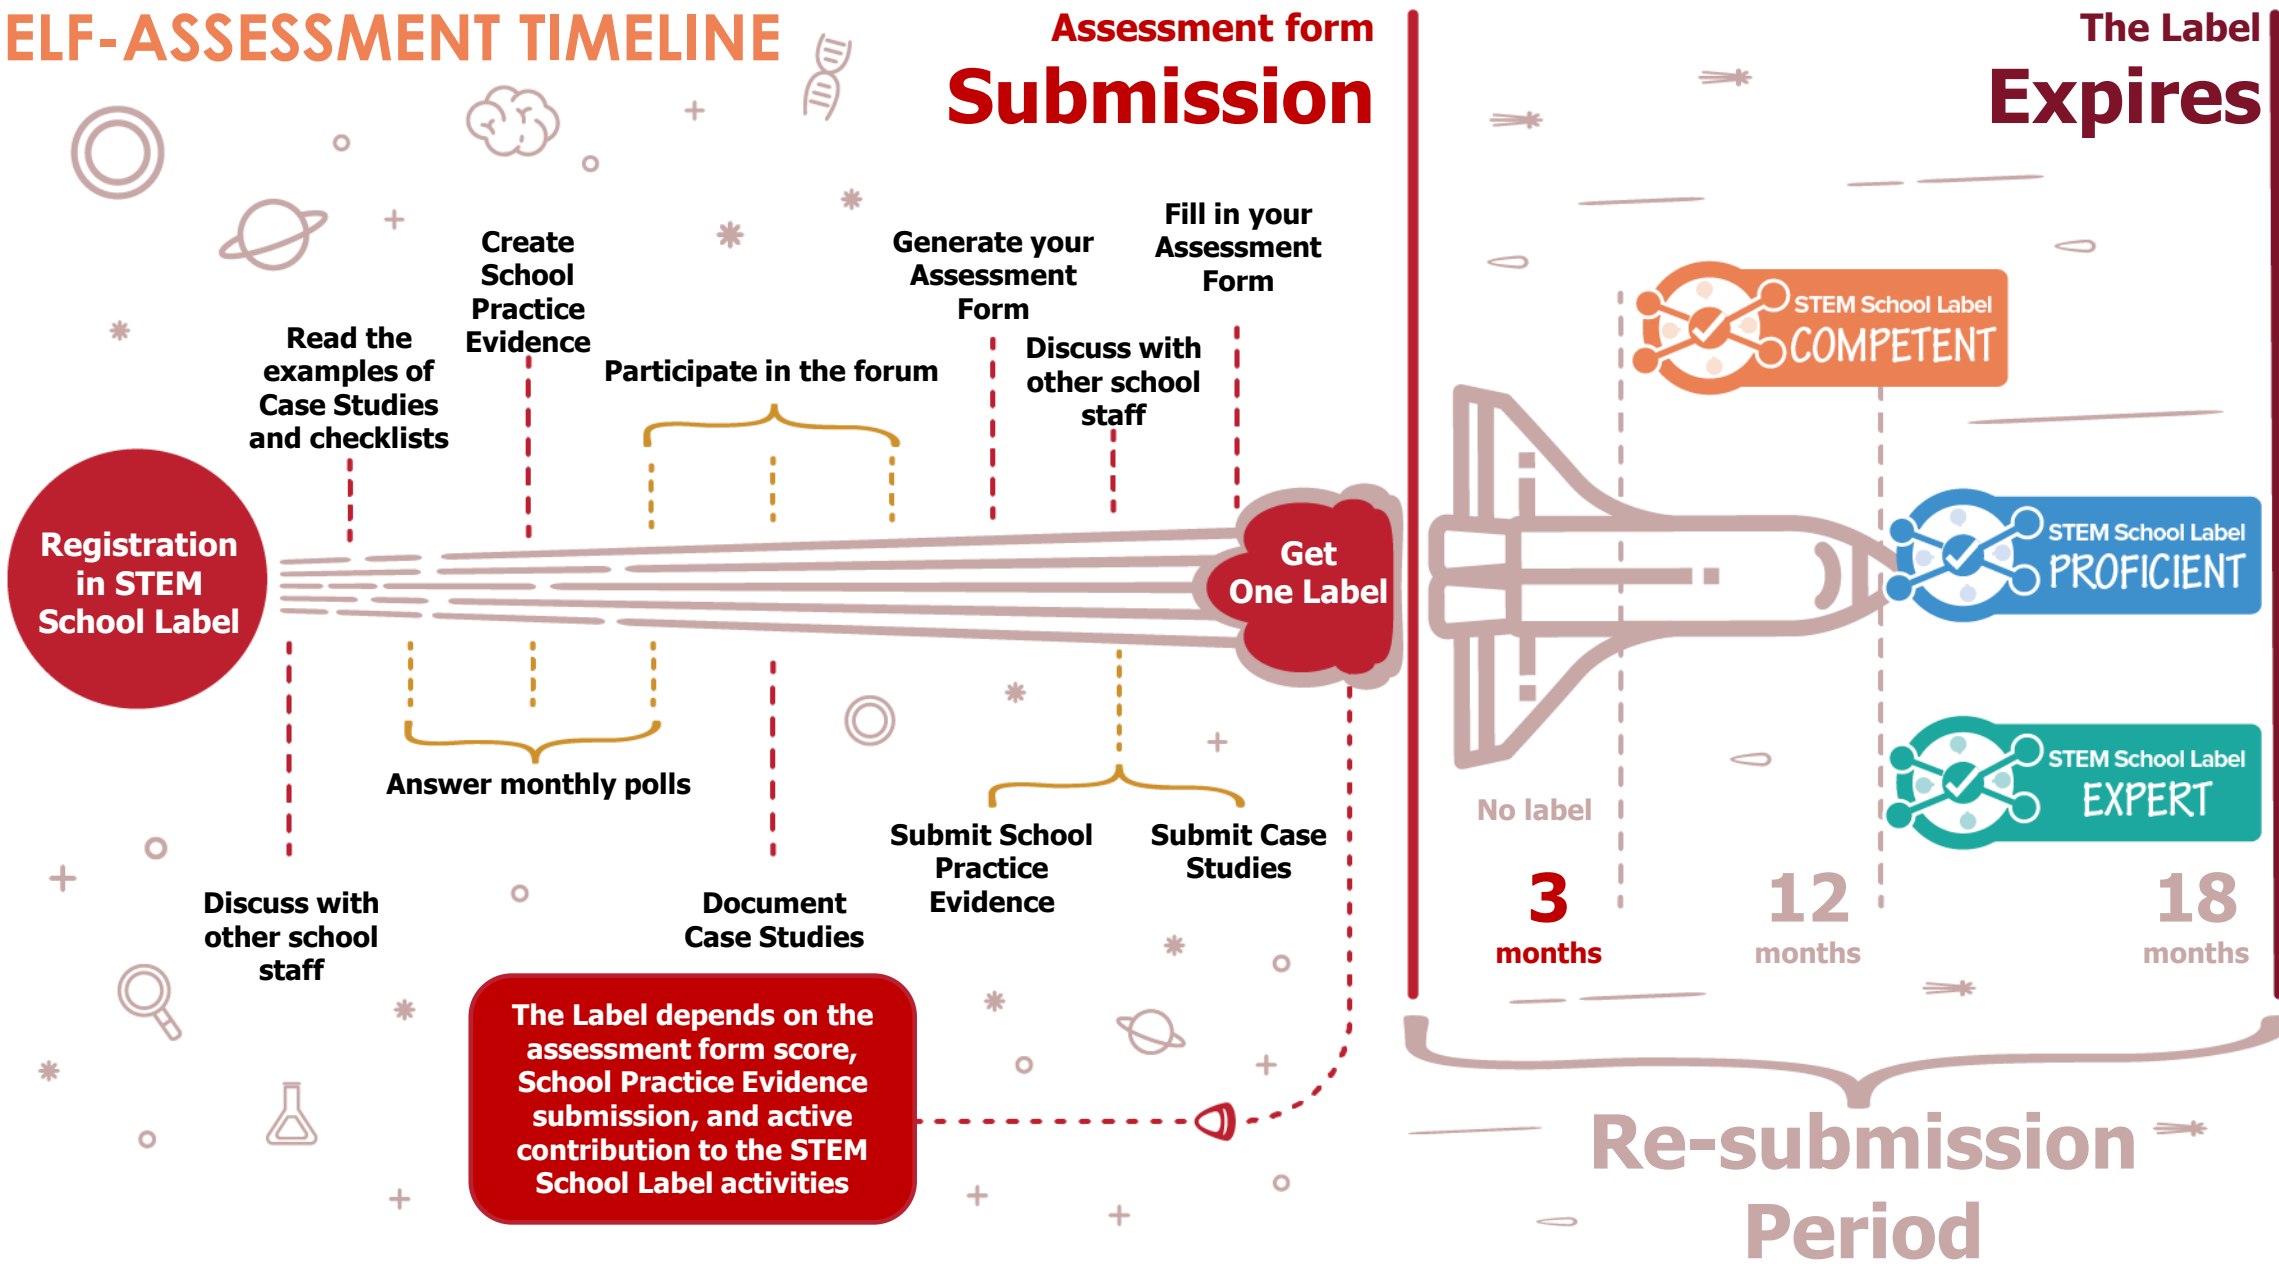 ELF-ASSESSMENT TIMELINE
Assessment form
Submission
The Label
Expires
Registration
in STEM
School Label
Read the
examples of
Case Studies
and checklists
Create
School
Practice
Evidence
Participate in the forum
Generate your
Assessment
Form
Discuss with
other school
staff
Fill in your
Assessment
Form
Get
One Label
Discuss with
other school
staff
Answer monthly polls
Document
Case Studies
Submit School
Practice
Evidence
Submit Case
Studies
The Label depends on the
assessment form score,
School Practice Evidence
submission, and active
contribution to the STEM
School Label activities
STEM School Label
COMPETENT
STEM School Label
PROFICIENT
STEM School Label
EXPERT
No label
3
months
12
months
18
months
Re-submission
Period